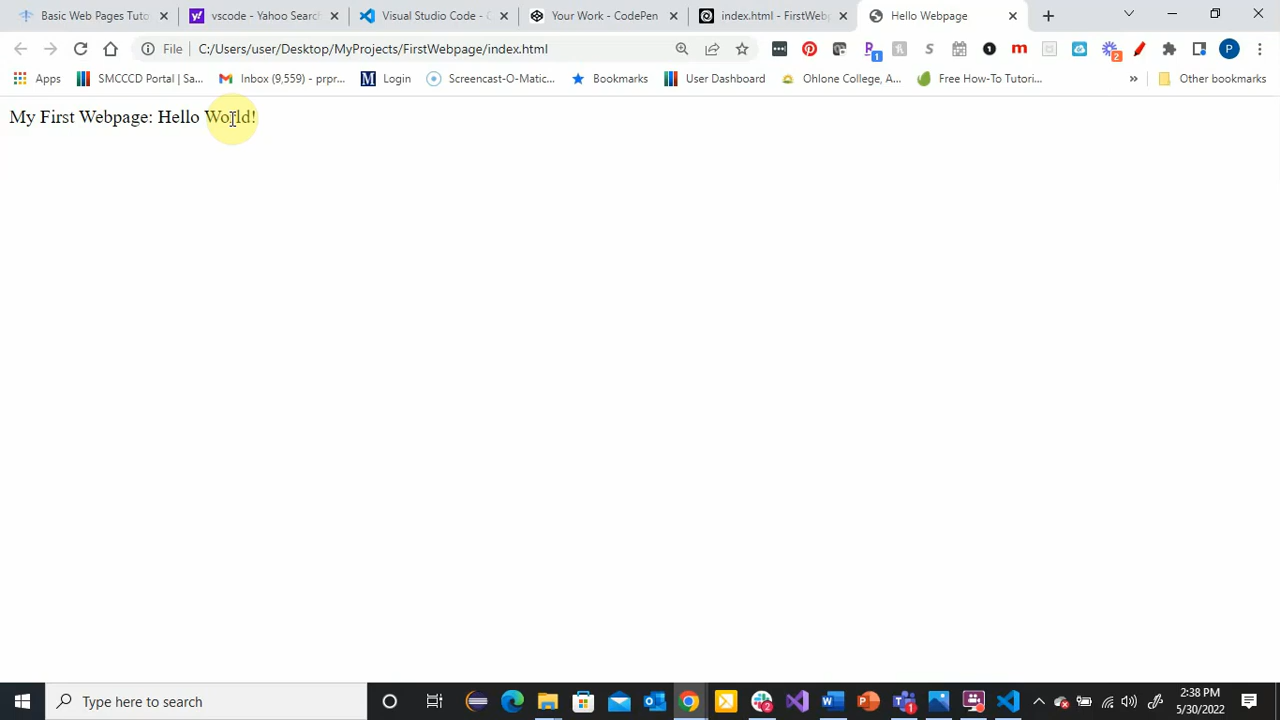 Basic Web Pages Tuto
vscode - Yahoo Search
Visual Studio Code - C
Your Work - CodePen
index.html - FirstWebp
Hello Webpage
File C:/Users/user/Desktop/MyProjects/FirstWebpage/index.html
Apps SMCCCD Portal | Sa... Inbox (9,559) - prpr... Login Screencast-O-Matic... Bookmarks User Dashboard Ohlone College, A... Free How-To Tutori... » Other bookmarks
My First Webpage: Hello World!
Type here to search
2:38 PM
5/30/2022